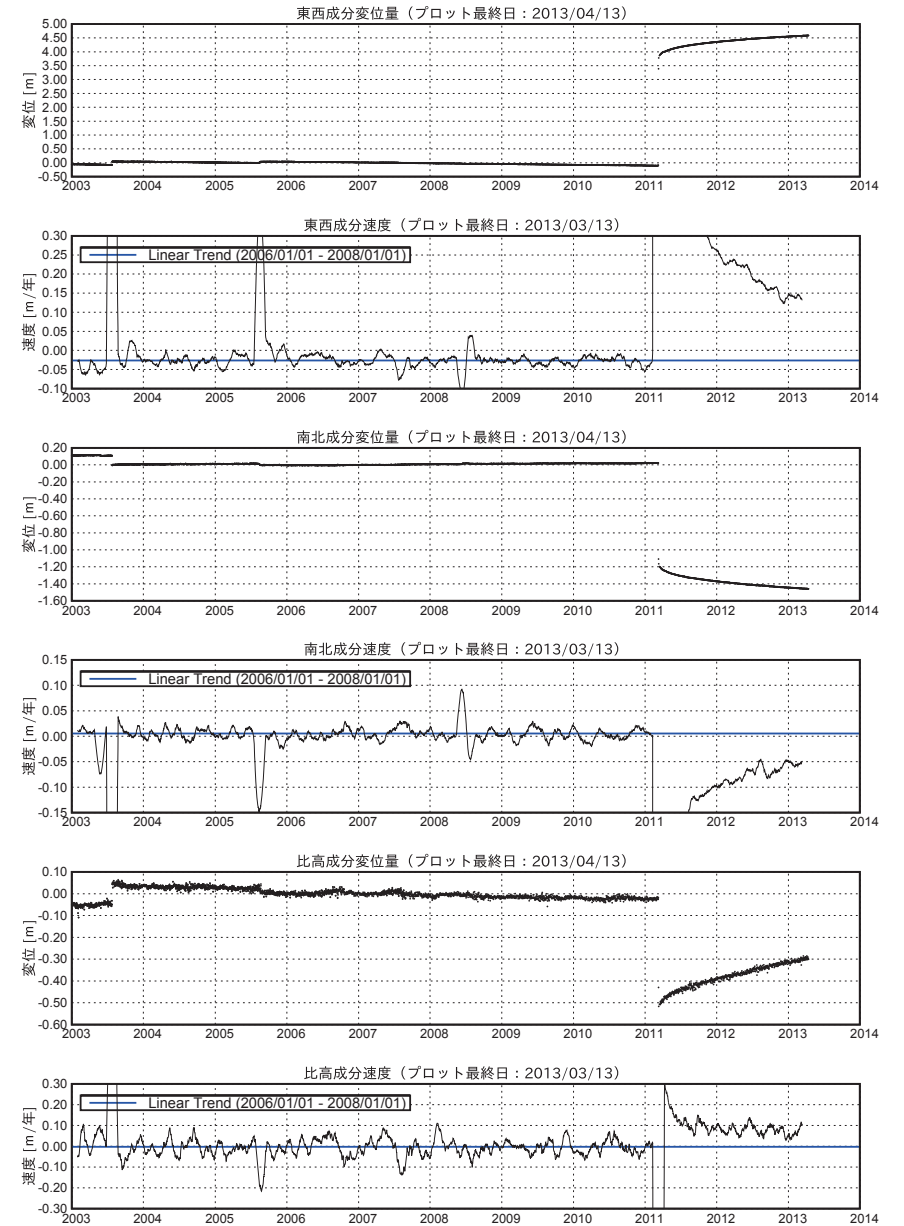 東西成分変位量（プロット最終日：2013/04/13）
変位 [m]
5.00
4.50
4.00
3.50
3.00
2.50
2.00
1.50
1.00
0.50
0.00
-0.50
2003 2004 2005 2006 2007 2008 2009 2010 2011 2012 2013 2014
東西成分速度（プロット最終日：2013/03/13）
速度 [m/年]
0.30
0.25
0.20
0.15
0.10
0.05
0.00
-0.05
-0.10
Linear Trend (2006/01/01 - 2008/01/01)
2003 2004 2005 2006 2007 2008 2009 2010 2011 2012 2013 2014
南北成分変位量（プロット最終日：2013/04/13）
変位 [m]
0.20
0.00
-0.20
-0.40
-0.60
-0.80
-1.00
-1.20
-1.40
-1.60
2003 2004 2005 2006 2007 2008 2009 2010 2011 2012 2013 2014
南北成分速度（プロット最終日：2013/03/13）
速度 [m/年]
0.15
0.10
0.05
0.00
-0.05
-0.10
-0.15
Linear Trend (2006/01/01 - 2008/01/01)
2003 2004 2005 2006 2007 2008 2009 2010 2011 2012 2013 2014
比高成分変位量（プロット最終日：2013/04/13）
変位 [m]
0.10
0.00
-0.10
-0.20
-0.30
-0.40
-0.50
-0.60
2003 2004 2005 2006 2007 2008 2009 2010 2011 2012 2013 2014
比高成分速度（プロット最終日：2013/03/13）
速度 [m/年]
0.30
0.20
0.10
0.00
-0.10
-0.20
-0.30
Linear Trend (2006/01/01 - 2008/01/01)
2003 2004 2005 2006 2007 2008 2009 2010 2011 2012 2013 2014